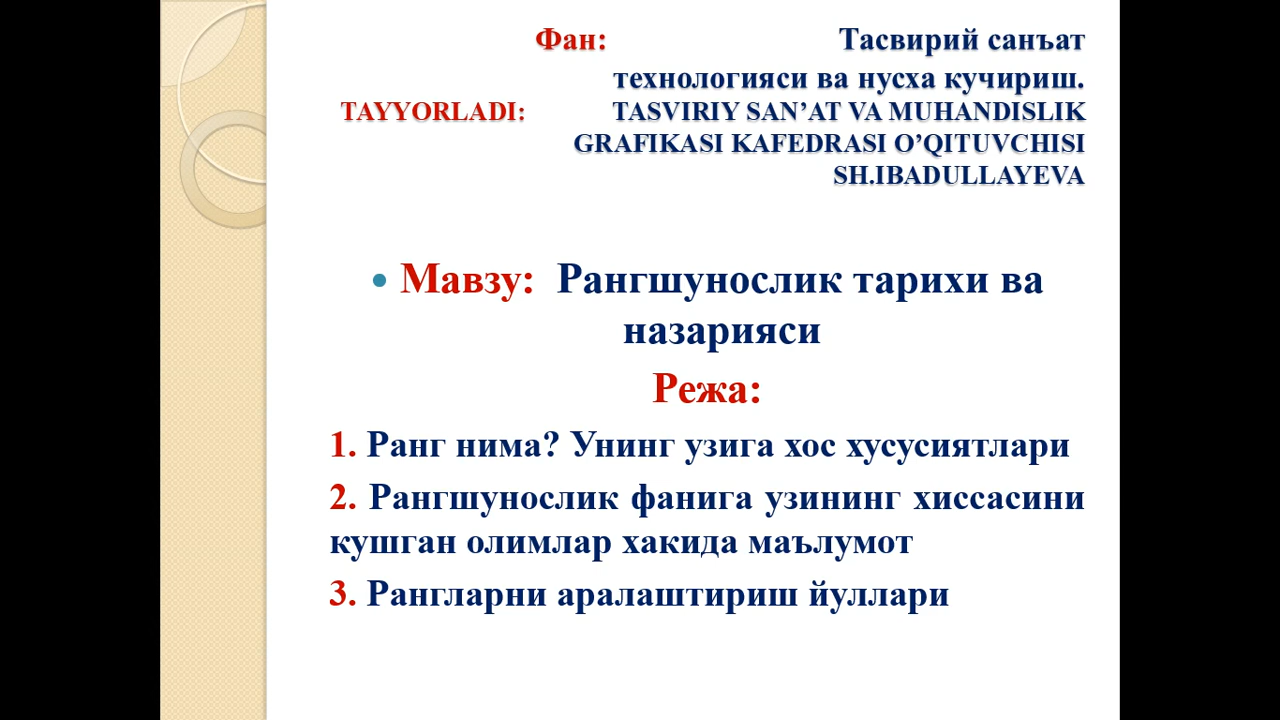 Фан: Тасвирий санъат
технологияси ва нусха кучириш.
TAYYORLADI: TASVIRIY SAN’AT VA MUHANDISLIK
GRAFIKASI KAFEDRASI O’QITUVCHISI
SH.IBADULLAYEVA
• Мавзу: Рангшунослик тарихи ва
назарияси
Режа:
1. Ранг нима? Унинг узига хос хусусиятлари
2. Рангшунослик фанига узининг хиссасини
кушган олимлар хакида маълумот
3. Рангларни аралаштириш йуллари